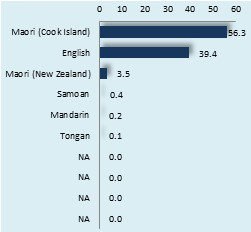 0 10 20 30 40 50 60
Maori (Cook Island) 56.3
English 39.4
Maori (New Zealand) 3.5
Samoan 0.4
Mandarin 0.2
Tongan 0.1
NA 0.0
NA 0.0
NA 0.0
NA 0.0